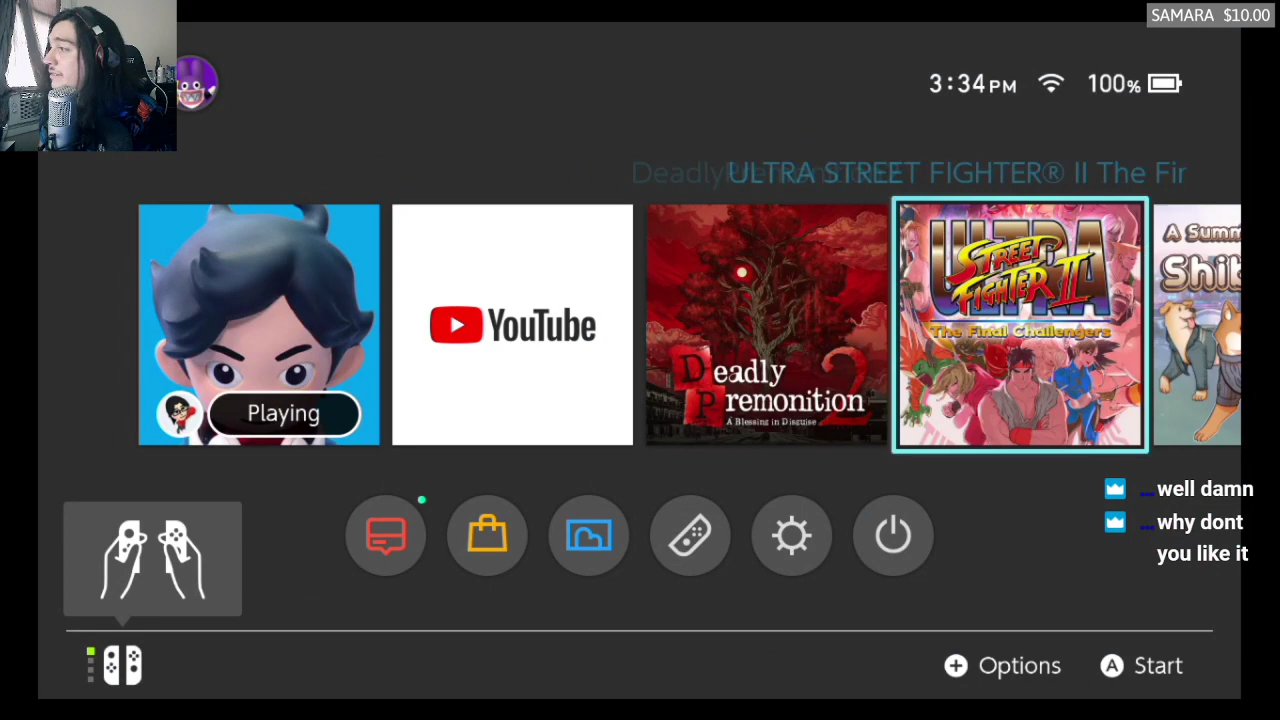 SAMARA $10.00
3:34 PM 100%
Deadly
ULTRA STREET FIGHTER® II The Fir
Playing
YouTube
Deadly
Premonition 2
A Blessing in Disguise
ULTRA
STREET
FIGHTER II
The Final Challengers
A Summ
Shib
... well damn
... why dont
you like it
+ Options
A Start